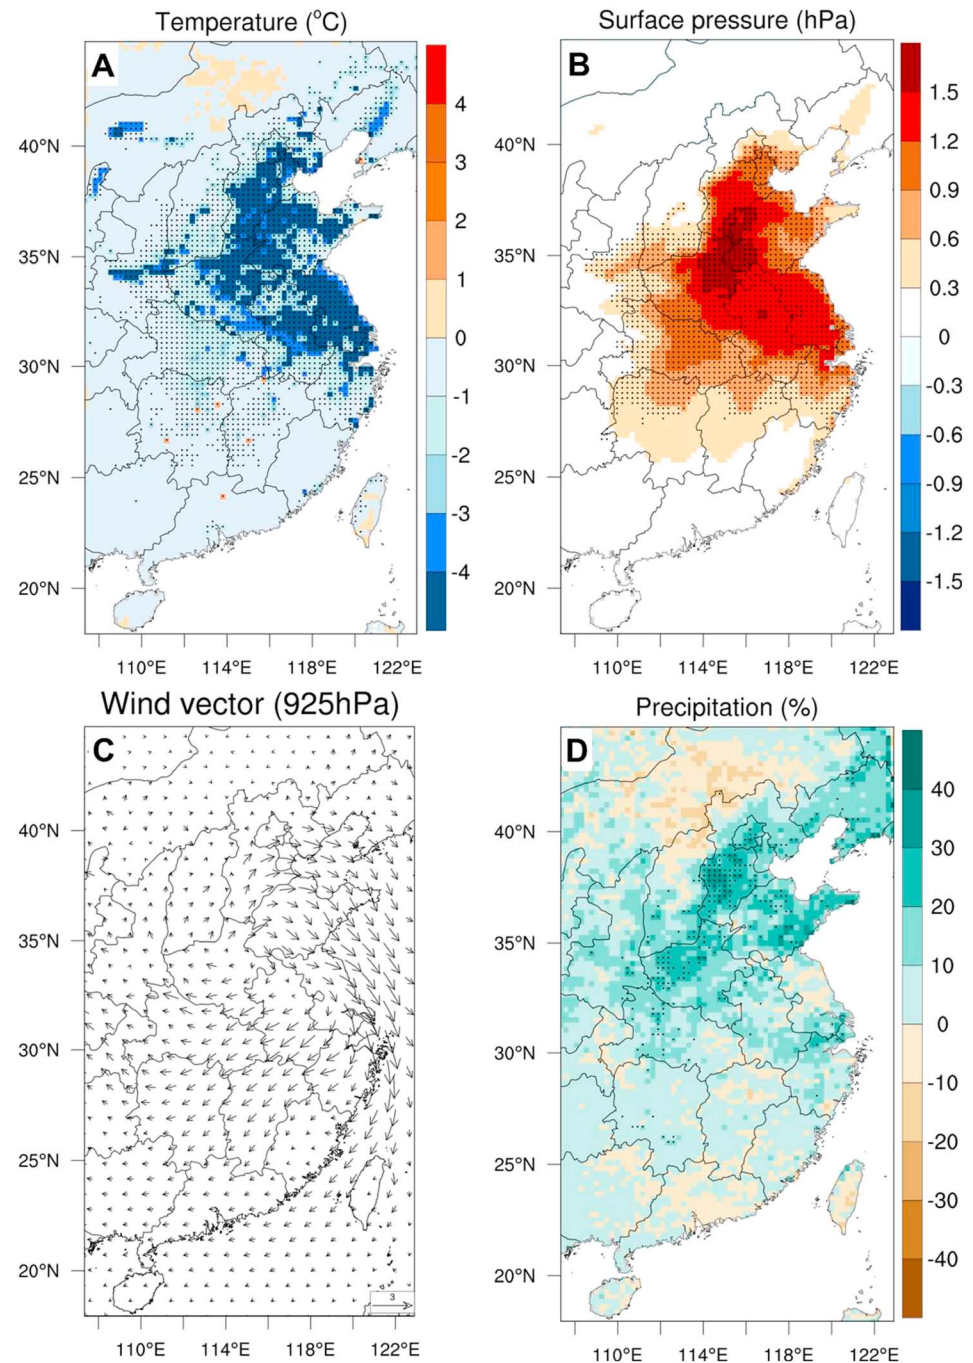 Temperature (°C)
A
4
3
2
1
0
-1
-2
-3
-4
40°N
35°N
30°N
25°N
20°N
110°E 114°E 118°E 122°E
Surface pressure (hPa)
B
1.5
1.2
0.9
0.6
0.3
0
-0.3
-0.6
-0.9
-1.2
-1.5
40°N
35°N
30°N
25°N
20°N
110°E 114°E 118°E 122°E
Wind vector (925hPa)
C
40°N
35°N
30°N
25°N
20°N
3
110°E 114°E 118°E 122°E
Precipitation (%)
D
40
30
20
10
0
-10
-20
-30
-40
40°N
35°N
30°N
25°N
20°N
110°E 114°E 118°E 122°E